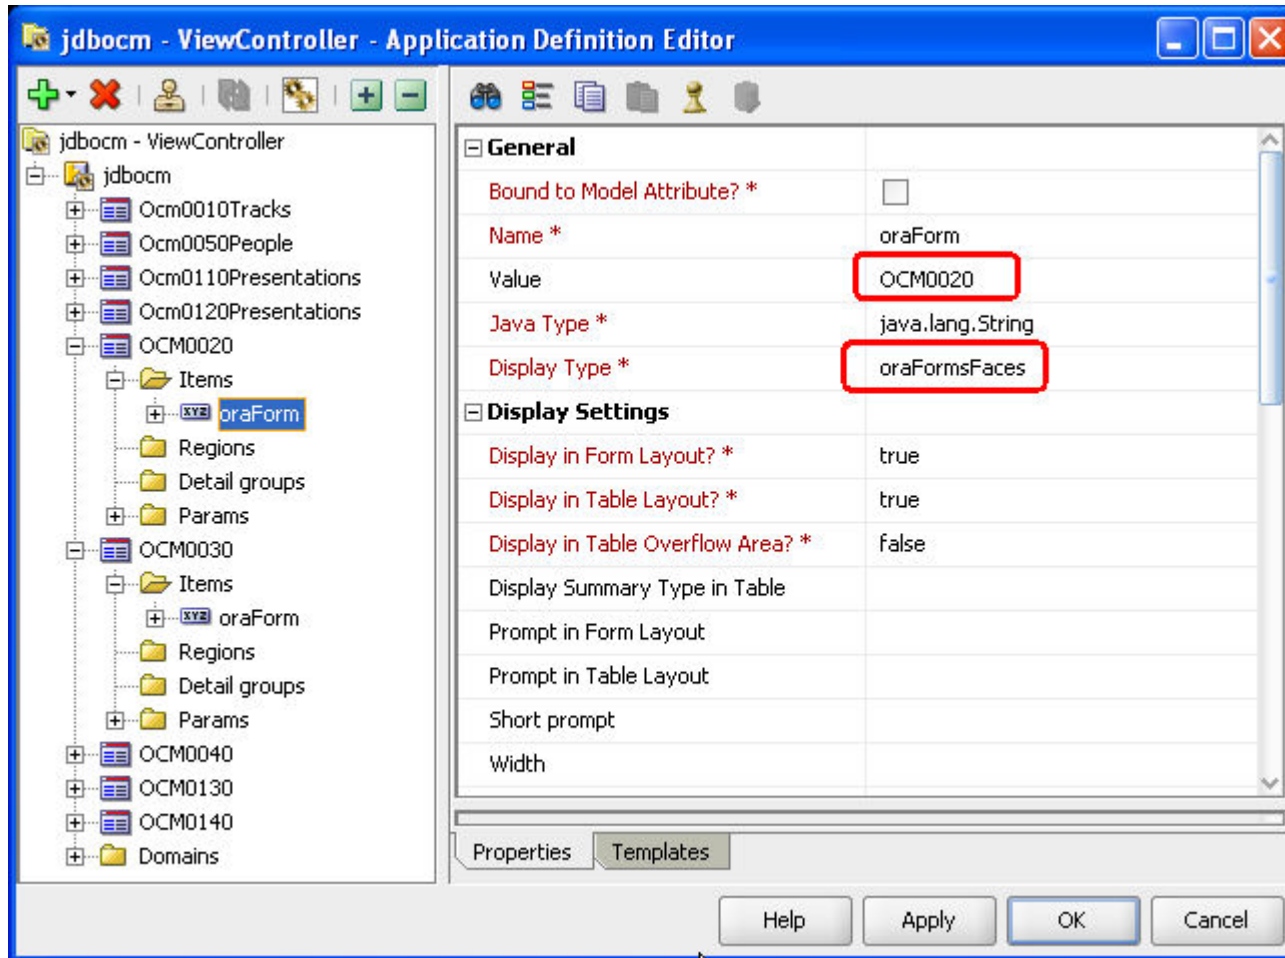 jdbocm - ViewController - Application Definition Editor
jdbocm - ViewController
jdbocm
Ocm0010Tracks
Ocm0050People
Ocm0110Presentations
Ocm0120Presentations
OCM0020
Items
XYZ oraForm
Regions
Detail groups
Params
OCM0030
Items
XYZ oraForm
Regions
Detail groups
Params
OCM0040
OCM0130
OCM0140
Domains
General
Bound to Model Attribute? *
Name * oraForm
Value OCM0020
Java Type * java.lang.String
Display Type * oraFormsFaces
Display Settings
Display in Form Layout? * true
Display in Table Layout? * true
Display in Table Overflow Area? * false
Display Summary Type in Table
Prompt in Form Layout
Prompt in Table Layout
Short prompt
Width
Properties Templates
Help Apply OK Cancel